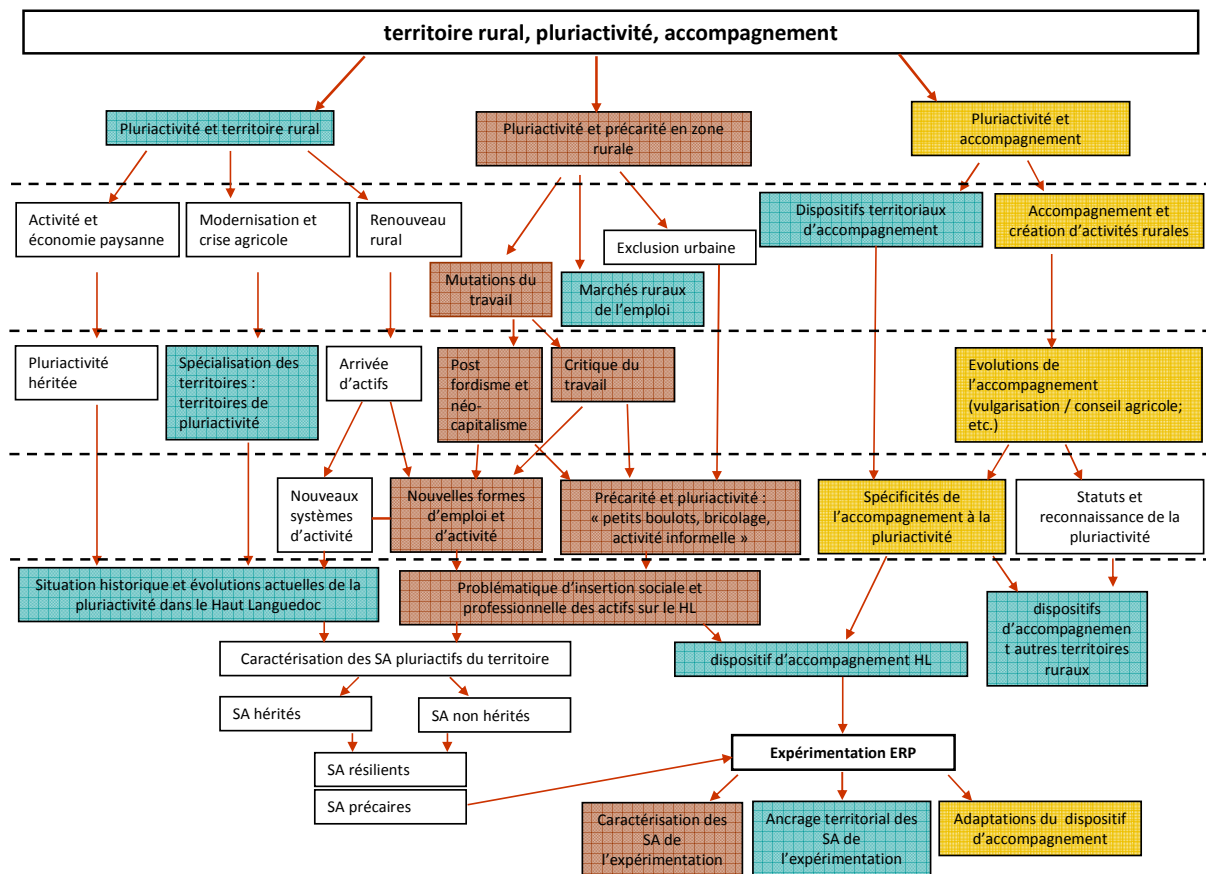 territoire rural, pluriactivité, accompagnement
Pluriactivité et territoire rural
Pluriactivité et précarité en zone
rurale
Pluriactivité et
accompagnement
Activité et
économie paysanne
Modernisation et
crise agricole
Renouveau
rural
Exclusion urbaine
Dispositifs territoriaux
d'accompagnement
Accompagnement et
création d'activités rurales
Mutations du
travail
Marchés ruraux
de l'emploi
Pluriactivité
héritée
Spécialisation des
territoires :
territoires de
pluriactivité
Arrivée
d'actifs
Post
fordisme et
néo-
capitalisme
Critique du
travail
Evolutions de
l'accompagnement
(vulgarisation / conseil agricole;
etc.)
Nouveaux
systèmes
d'activité
Nouvelles formes
d'emploi et
d'activité
Précarité et pluriactivité :
« petits boulots, bricolage,
activité informelle »
Spécificités de
l'accompagnement à la
pluriactivité
Statuts et
reconnaissance de la
pluriactivité
Situation historique et évolutions actuelles de la
pluriactivité dans le Haut Languedoc
Problématique d'insertion sociale et
professionnelle des actifs sur le HL
dispositifs
d'accompagnemen
t autres territoires
ruraux
Caractérisation des SA pluriactifs du territoire
dispositif d'accompagnement HL
SA hérités
SA non hérités
SA résilients
SA précaires
Expérimentation ERP
Caractérisation des
SA de
l'expérimentation
Ancrage territorial des
SA de
l'expérimentation
Adaptations du dispositif
d'accompagnement